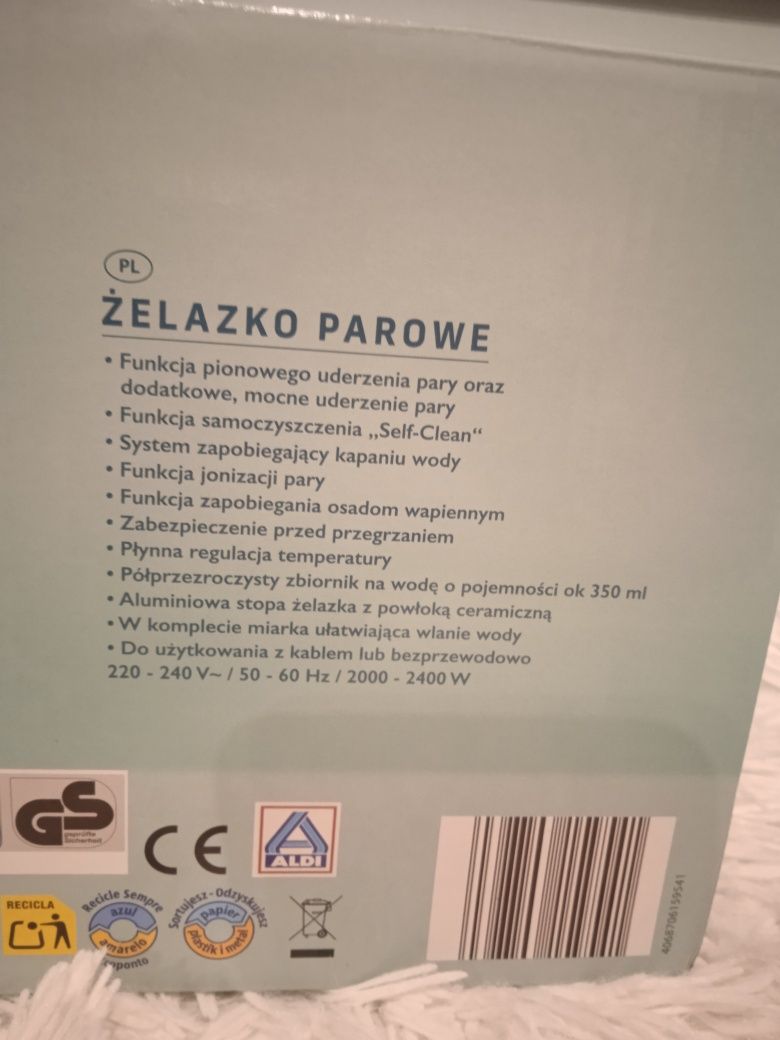 PL
ŻELAZKO PAROWE
• Funkcja pionowego uderzenia pary oraz
dodatkowe, mocne uderzenie pary
• Funkcja samoczyszczenia „Self-Clean“
• System zapobiegający kapaniu wody
• Funkcja jonizacji pary
• Funkcja zapobiegania osadom wapiennym
• Zabezpieczenie przed przegrzaniem
• Płynna regulacja temperatury
• Półprzezroczysty zbiornik na wodę o pojemności ok 350 ml
• Aluminiowa stopa żelazka z powłoką ceramiczną
• W komplecie miarka ułatwiająca wlanie wody
• Do użytkowania z kablem lub bezprzewodowo
220 - 240 V~ / 50 - 60 Hz / 2000 - 2400 W
GS
geprüfte
Sicherheit
CE
ALDI
RECICLA
Recicle Sempre
azul
amarelo
Sortujesz - Odzyskujesz
papier
plastik i metal
4068706159541